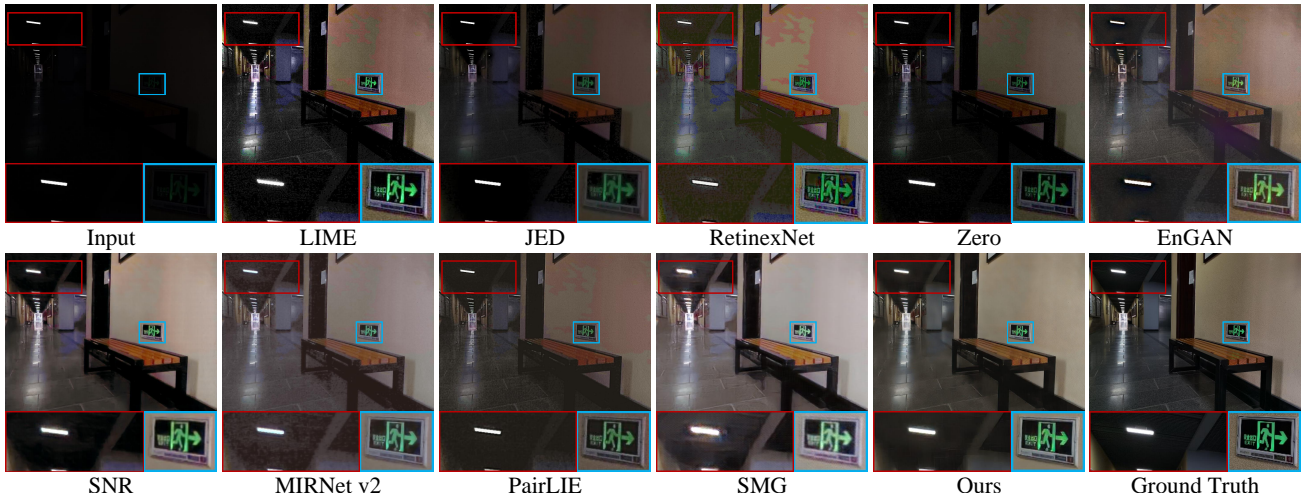 Input LIME JED RetinexNet Zero EnGAN
SNR MIRNet v2 PairLIE SMG Ours Ground Truth